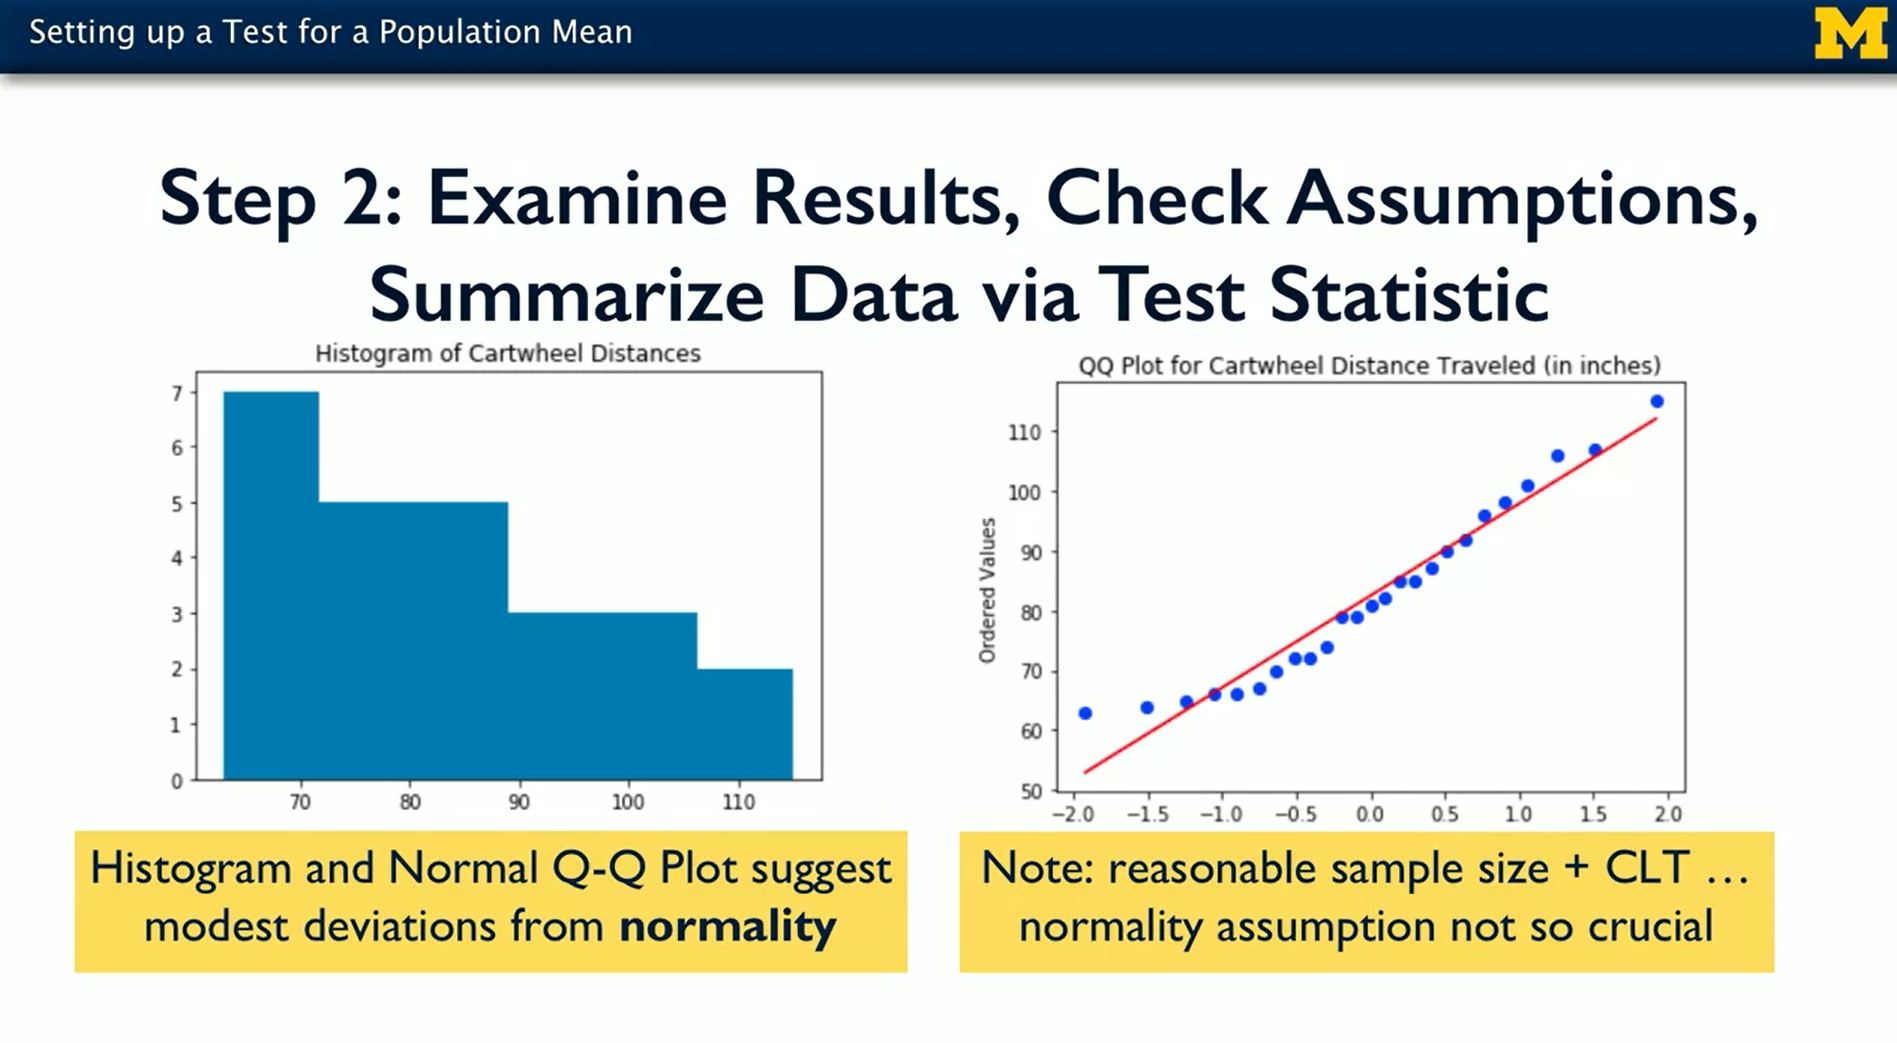 Setting up a Test for a Population Mean
M
Step 2: Examine Results, Check Assumptions,
Summarize Data via Test Statistic
Histogram of Cartwheel Distances
7
6
5
4
3
2
1
0
70 80 90 100 110
QQ Plot for Cartwheel Distance Traveled (in inches)
Ordered Values
110
100
90
80
70
60
50
−2.0 −1.5 −1.0 −0.5 0.0 0.5 1.0 1.5 2.0
Histogram and Normal Q-Q Plot suggest
modest deviations from normality
Note: reasonable sample size + CLT …
normality assumption not so crucial